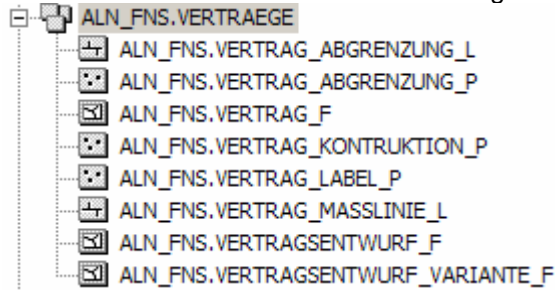 ALN_FNS.VERTRAEGE
ALN_FNS.VERTRAG_ABGRENZUNG_L
ALN_FNS.VERTRAG_ABGRENZUNG_P
ALN_FNS.VERTRAG_F
ALN_FNS.VERTRAG_KONTRUKTION_P
ALN_FNS.VERTRAG_LABEL_P
ALN_FNS.VERTRAG_MASSLINIE_L
ALN_FNS.VERTRAGSENTWURF_F
ALN_FNS.VERTRAGSENTWURF_VARIANTE_F